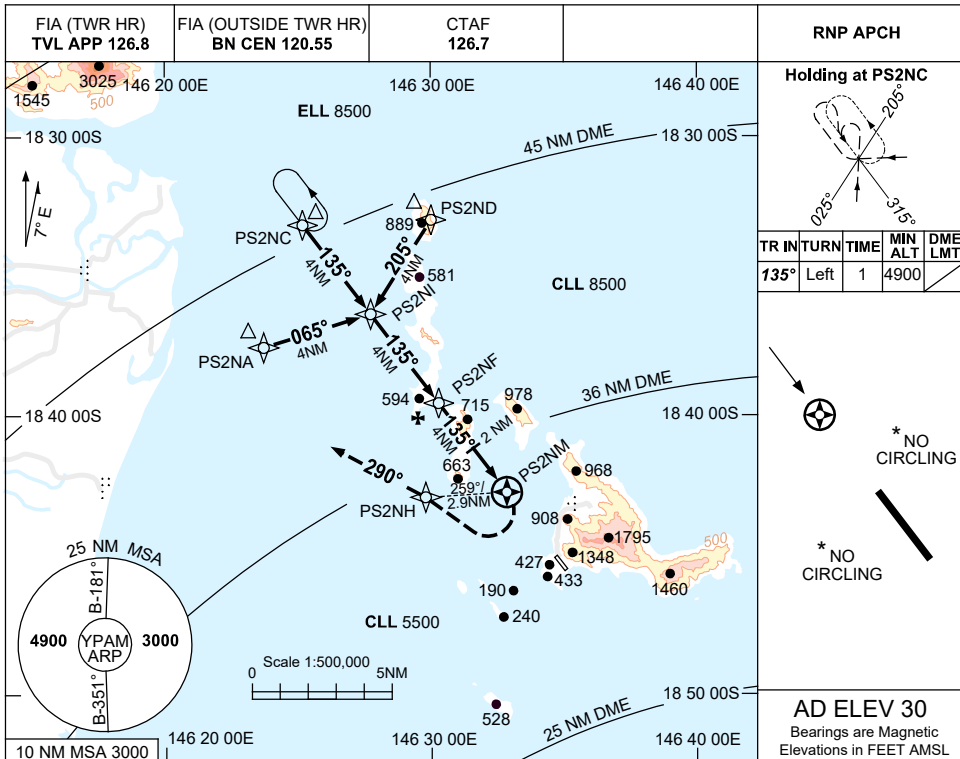 FIA (TWR HR)
TVL APP 126.8
FIA (OUTSIDE TWR HR)
BN CEN 120.55
CTAF
126.7
RNP APCH
3025
1545
500
146 20 00E
146 30 00E
146 40 00E
ELL 8500
18 30 00S
45 NM DME
18 30 00S
7° E
PS2NC
889
PS2ND
135°
4NM
205°
4NM
581
CLL 8500
PS2NI
PS2NA
065°
4NM
135°
4NM
PS2NF
594
715
978
36 NM DME
18 40 00S
18 40 00S
135°
4NM
2 NM
PS2NM
290°
663
259°/
2.9NM
968
PS2NH
908
500
1795
1348
427
433
1460
190
240
25 NM MSA
B-181°
4900
YPAM
ARP
3000
B-351°
CLL 5500
Scale 1:500,000
0
5NM
528
18 50 00S
25 NM DME
10 NM MSA 3000
146 20 00E
146 30 00E
146 40 00E
Holding at PS2NC
205°
025°
315°
TR IN TURN TIME MIN ALT DME LMT
135° Left 1 4900
*NO
CIRCLING
*NO
CIRCLING
AD ELEV 30
Bearings are Magnetic
Elevations in FEET AMSL